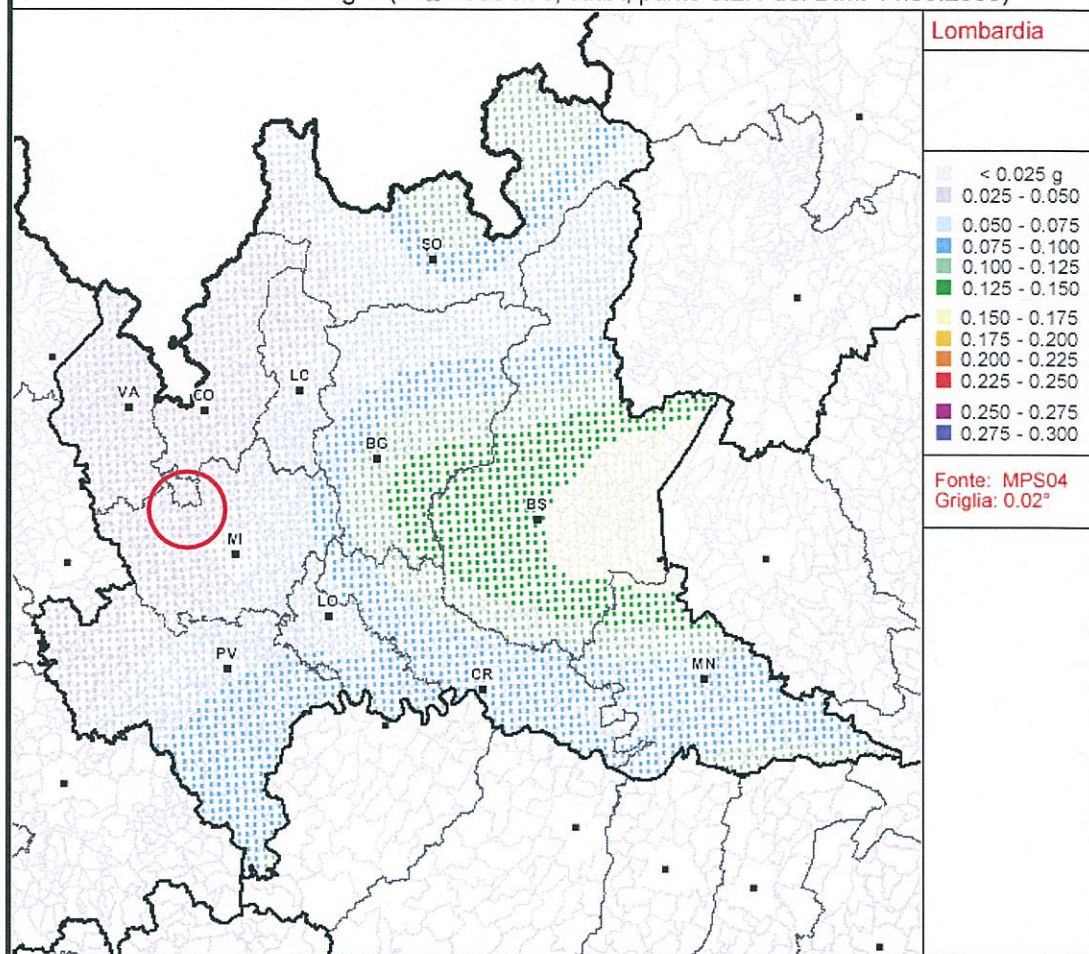 Lombardia
< 0.025 g
0.025 - 0.050
0.050 - 0.075
0.075 - 0.100
0.100 - 0.125
0.125 - 0.150
0.150 - 0.175
0.175 - 0.200
0.200 - 0.225
0.225 - 0.250
0.250 - 0.275
0.275 - 0.300
Fonte: MPS04
Griglia: 0.02°
SO
VA
CO
LC
BG
BS
MI
LO
PV
CR
MN